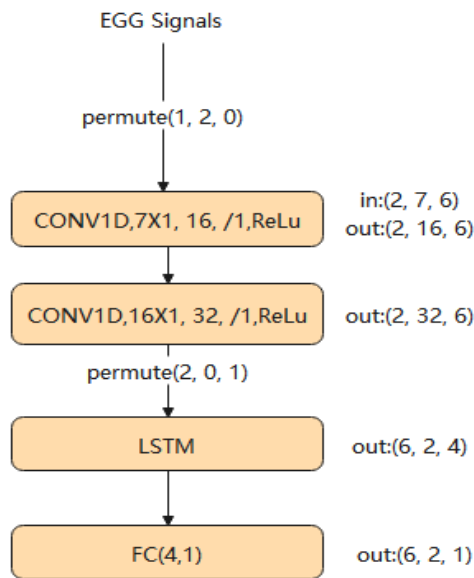 EGG Signals
permute(1, 2, 0)
CONV1D,7X1, 16, /1,ReLu
in:(2, 7, 6)
out:(2, 16, 6)
CONV1D,16X1, 32, /1,ReLu
out:(2, 32, 6)
permute(2, 0, 1)
LSTM
out:(6, 2, 4)
FC(4,1)
out:(6, 2, 1)